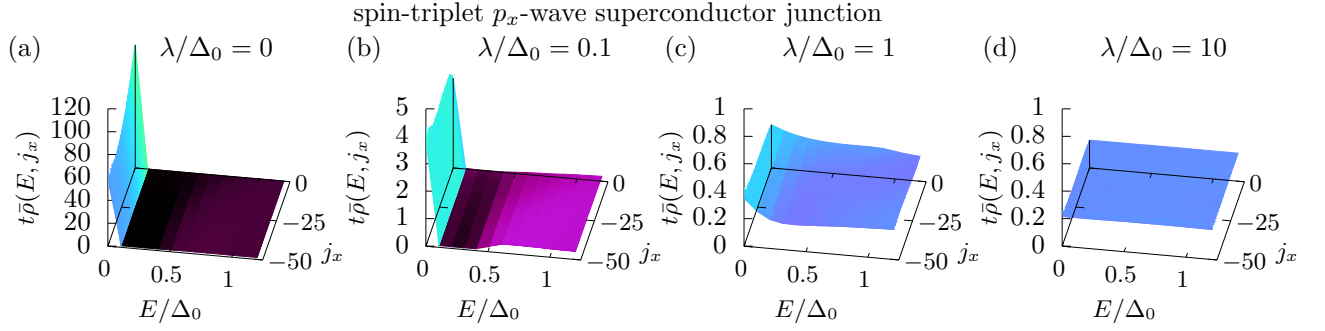 spin-triplet p_x-wave superconductor junction
(a) λ/Δ_0 = 0
(b) λ/Δ_0 = 0.1
(c) λ/Δ_0 = 1
(d) λ/Δ_0 = 10
tρ̄(E, j_x)
120
100
80
60
40
20
0
0
0.5
1
E/Δ_0
0
−25
−50
j_x
tρ̄(E, j_x)
5
4
3
2
1
0
0
0.5
1
E/Δ_0
0
−25
−50
j_x
tρ̄(E, j_x)
1
0.8
0.6
0.4
0.2
0
0
0.5
1
E/Δ_0
0
−25
−50
j_x
tρ̄(E, j_x)
1
0.8
0.6
0.4
0.2
0
0
0.5
1
E/Δ_0
0
−25
−50
j_x